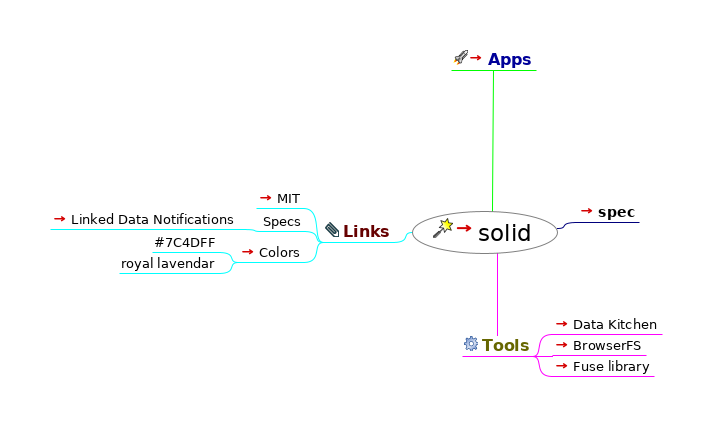 Apps
MIT
Specs
Linked Data Notifications
#7C4DFF
royal lavendar
Colors
Links
solid
spec
Tools
Data Kitchen
BrowserFS
Fuse library